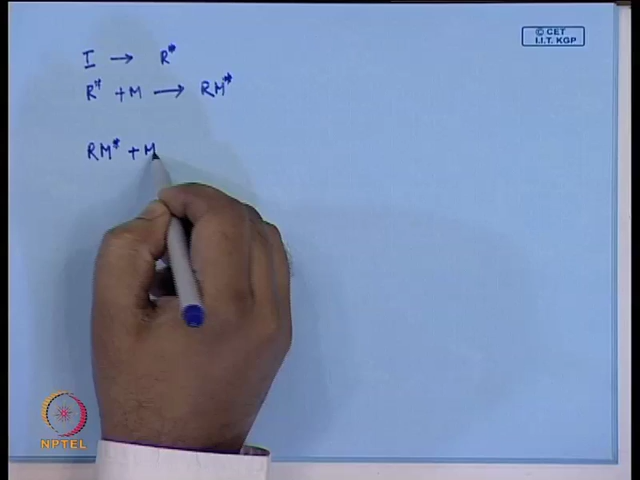 © CET
I.I.T. KGP
I → R*
R* + M → RM*
RM* + M
NPTEL